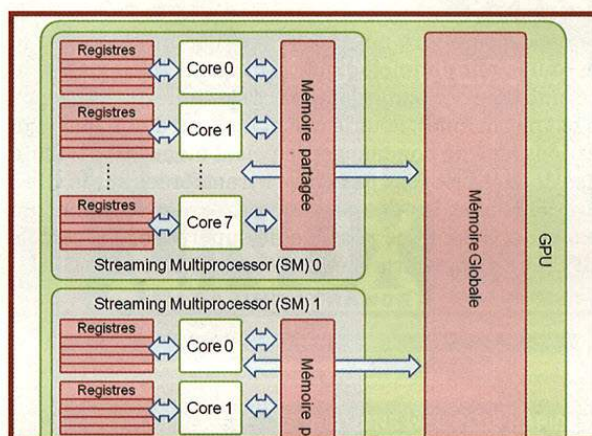 Registres
Core 0
Registres
Core 1
Registres
Core 7
Mémoire partagée
Streaming Multiprocessor (SM) 0
Streaming Multiprocessor (SM) 1
Registres
Core 0
Registres
Core 1
Mémoire p
Mémoire Globale
GPU